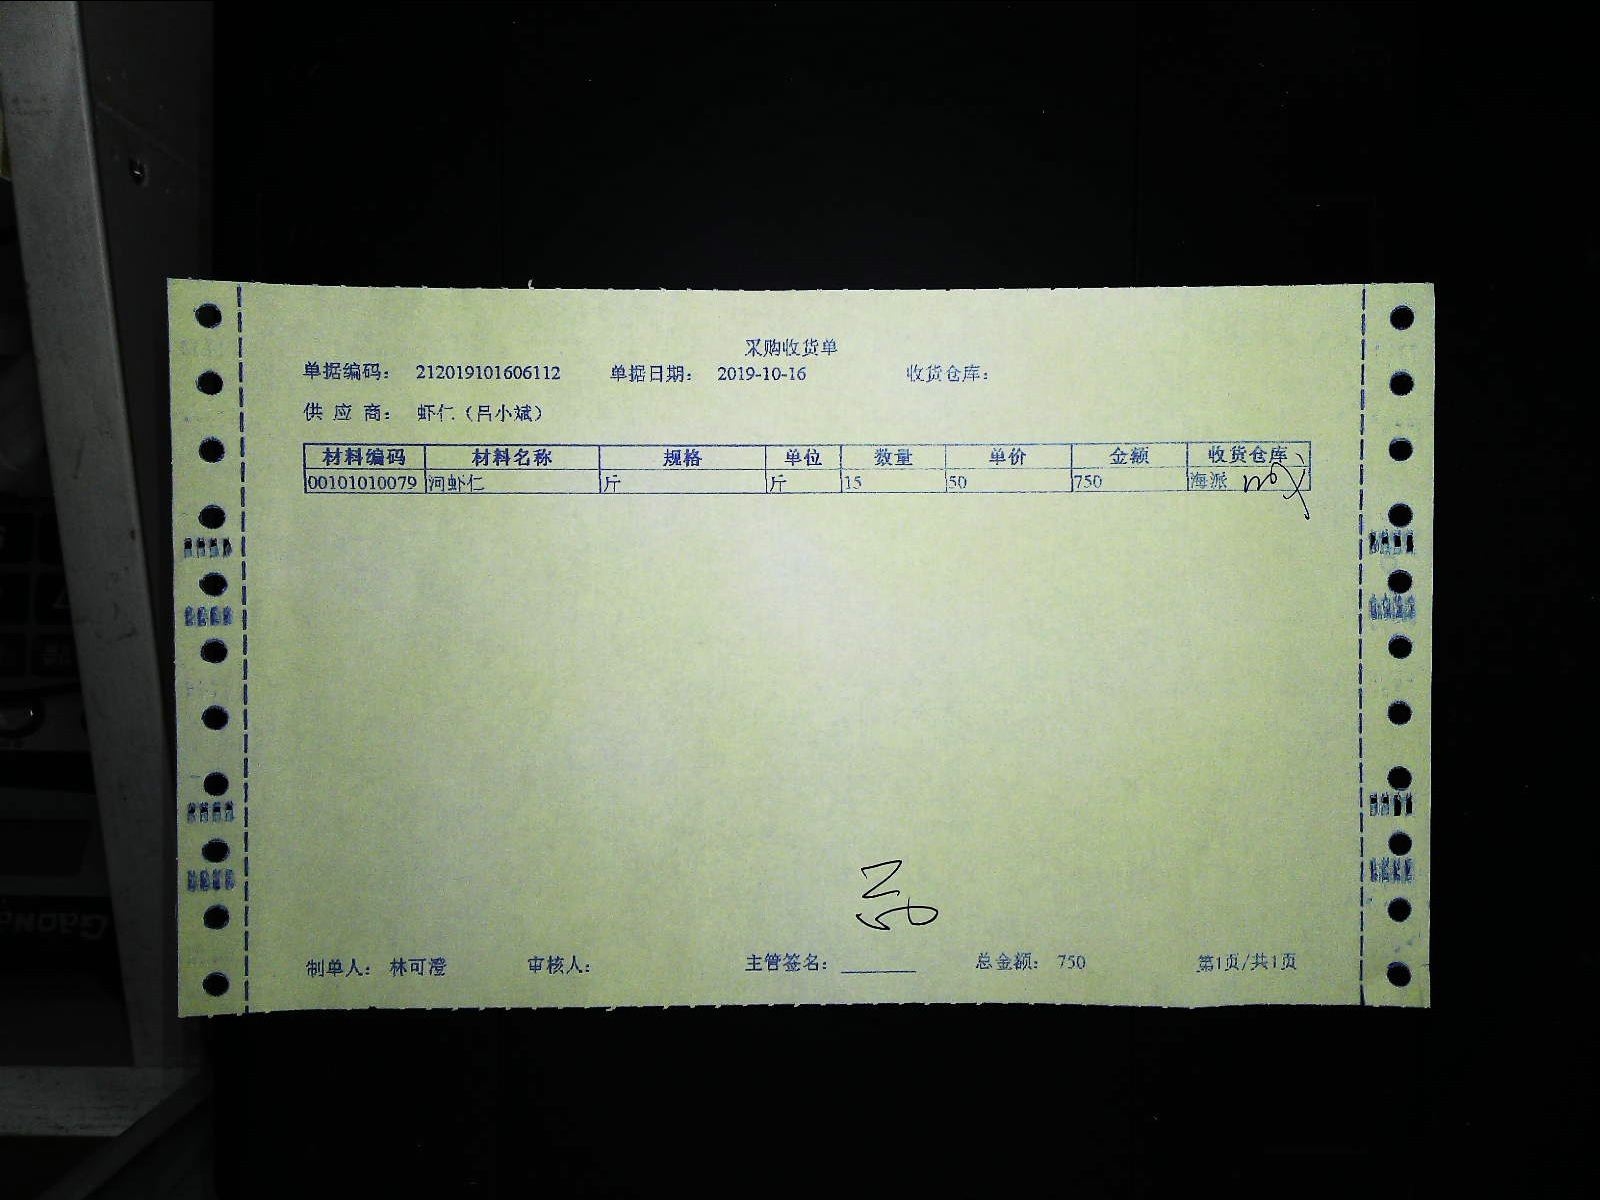 采购收货单
单据编码： 212019101606112 单据日期： 2019-10-16 收货仓库：
供 应 商： 虾仁（吕小斌）
材料编码 材料名称 规格 单位 数量 单价 金额 收货仓库
00101010079 河虾仁 斤 斤 15 50 750 海派
制单人： 林可澄 审核人： 主管签名： ________ 总金额： 750 第1页/共1页